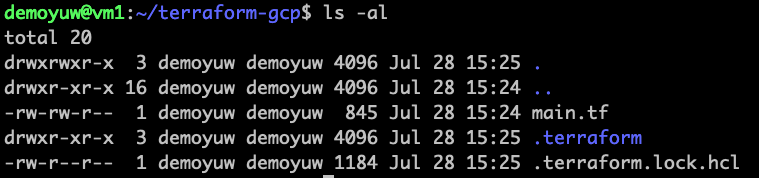 demoyuw@vm1:~/terraform-gcp$ ls -al
total 20
drwxrwxr-x  3 demoyuw demoyuw 4096 Jul 28 15:25 .
drwxr-xr-x 16 demoyuw demoyuw 4096 Jul 28 15:24 ..
-rw-rw-r--  1 demoyuw demoyuw  845 Jul 28 15:24 main.tf
drwxr-xr-x  3 demoyuw demoyuw 4096 Jul 28 15:25 .terraform
-rw-r--r--  1 demoyuw demoyuw 1184 Jul 28 15:25 .terraform.lock.hcl